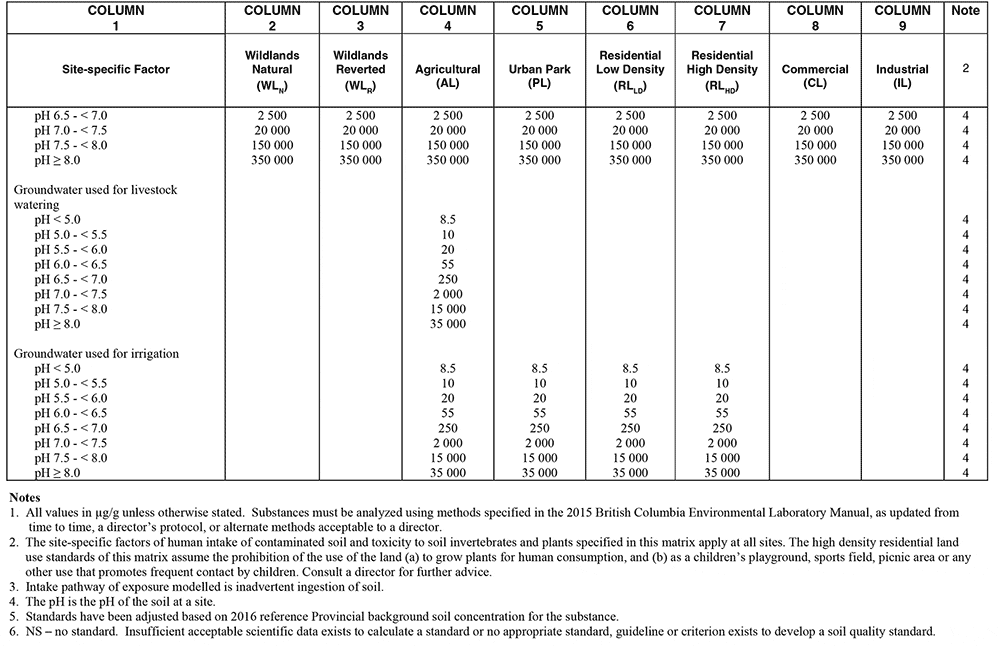 COLUMN 1 COLUMN 2 COLUMN 3 COLUMN 4 COLUMN 5 COLUMN 6 COLUMN 7 COLUMN 8 COLUMN 9 Note
Site-specific Factor Wildlands Natural (WLN) Wildlands Reverted (WLR) Agricultural (AL) Urban Park (PL) Residential Low Density (RLLD) Residential High Density (RLHD) Commercial (CL) Industrial (IL) 2
pH 6.5 - < 7.0 2 500 2 500 2 500 2 500 2 500 2 500 2 500 2 500 4
pH 7.0 - < 7.5 20 000 20 000 20 000 20 000 20 000 20 000 20 000 20 000 4
pH 7.5 - < 8.0 150 000 150 000 150 000 150 000 150 000 150 000 150 000 150 000 4
pH ≥ 8.0 350 000 350 000 350 000 350 000 350 000 350 000 350 000 350 000 4
Groundwater used for livestock
watering
pH < 5.0 8.5 4
pH 5.0 - < 5.5 10 4
pH 5.5 - < 6.0 20 4
pH 6.0 - < 6.5 55 4
pH 6.5 - < 7.0 250 4
pH 7.0 - < 7.5 2 000 4
pH 7.5 - < 8.0 15 000 4
pH ≥ 8.0 35 000 4
Groundwater used for irrigation
pH < 5.0 8.5 8.5 8.5 8.5 4
pH 5.0 - < 5.5 10 10 10 10 4
pH 5.5 - < 6.0 20 20 20 20 4
pH 6.0 - < 6.5 55 55 55 55 4
pH 6.5 - < 7.0 250 250 250 250 4
pH 7.0 - < 7.5 2 000 2 000 2 000 2 000 4
pH 7.5 - < 8.0 15 000 15 000 15 000 15 000 4
pH ≥ 8.0 35 000 35 000 35 000 35 000 4
Notes
1. All values in µg/g unless otherwise stated. Substances must be analyzed using methods specified in the 2015 British Columbia Environmental Laboratory Manual, as updated from
time to time, a director's protocol, or alternate methods acceptable to a director.
2. The site-specific factors of human intake of contaminated soil and toxicity to soil invertebrates and plants specified in this matrix apply at all sites. The high density residential land
use standards of this matrix assume the prohibition of the use of the land (a) to grow plants for human consumption, and (b) as a children's playground, sports field, picnic area or any
other use that promotes frequent contact by children. Consult a director for further advice.
3. Intake pathway of exposure modelled is inadvertent ingestion of soil.
4. The pH is the pH of the soil at a site.
5. Standards have been adjusted based on 2016 reference Provincial background soil concentration for the substance.
6. NS – no standard. Insufficient acceptable scientific data exists to calculate a standard or no appropriate standard, guideline or criterion exists to develop a soil quality standard.